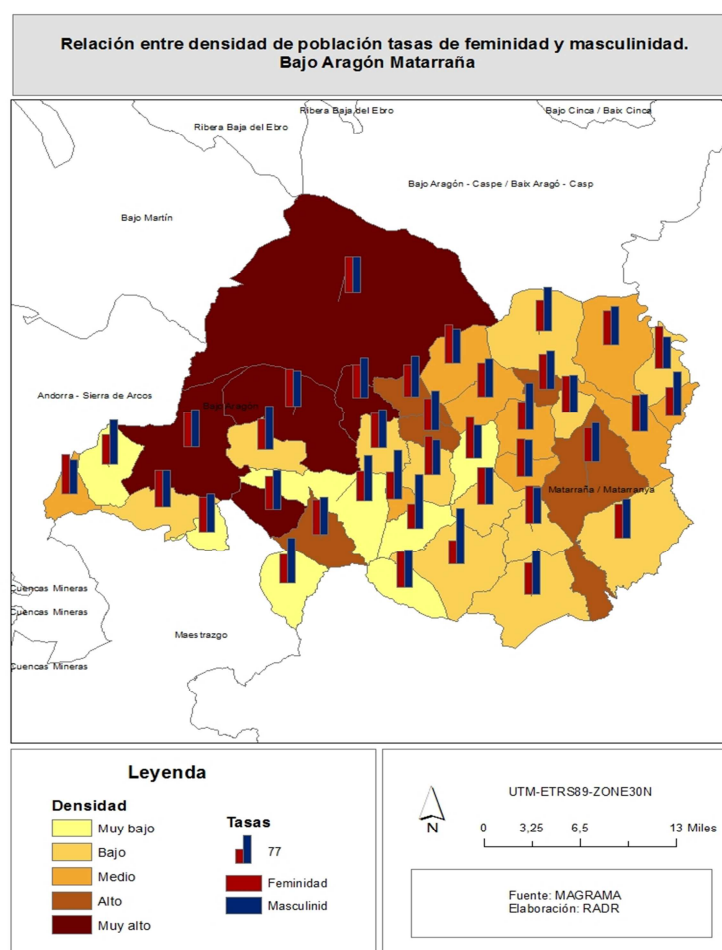 Relación entre densidad de población tasas de feminidad y masculinidad.
Bajo Aragón Matarraña
Ribera Baja del Ebro
Bajo Cinca / Baix Cinca
Ribera Baja del Ebro
Bajo Aragón - Caspe / Baix Aragó - Casp
Bajo Martín
Andorra - Sierra de Arcos
Bajo Aragón
Matarraña / Matarranya
Cuencas Mineras
Cuencas Mineras
Maestrazgo
Cuencas Mineras
Leyenda
Densidad
Muy bajo
Bajo
Medio
Alto
Muy alto
Tasas
77
Feminidad
Masculinid
UTM-ETRS89-ZONE30N
N
0 3,25 6,5 13 Miles
Fuente: MAGRAMA
Elaboración: RADR